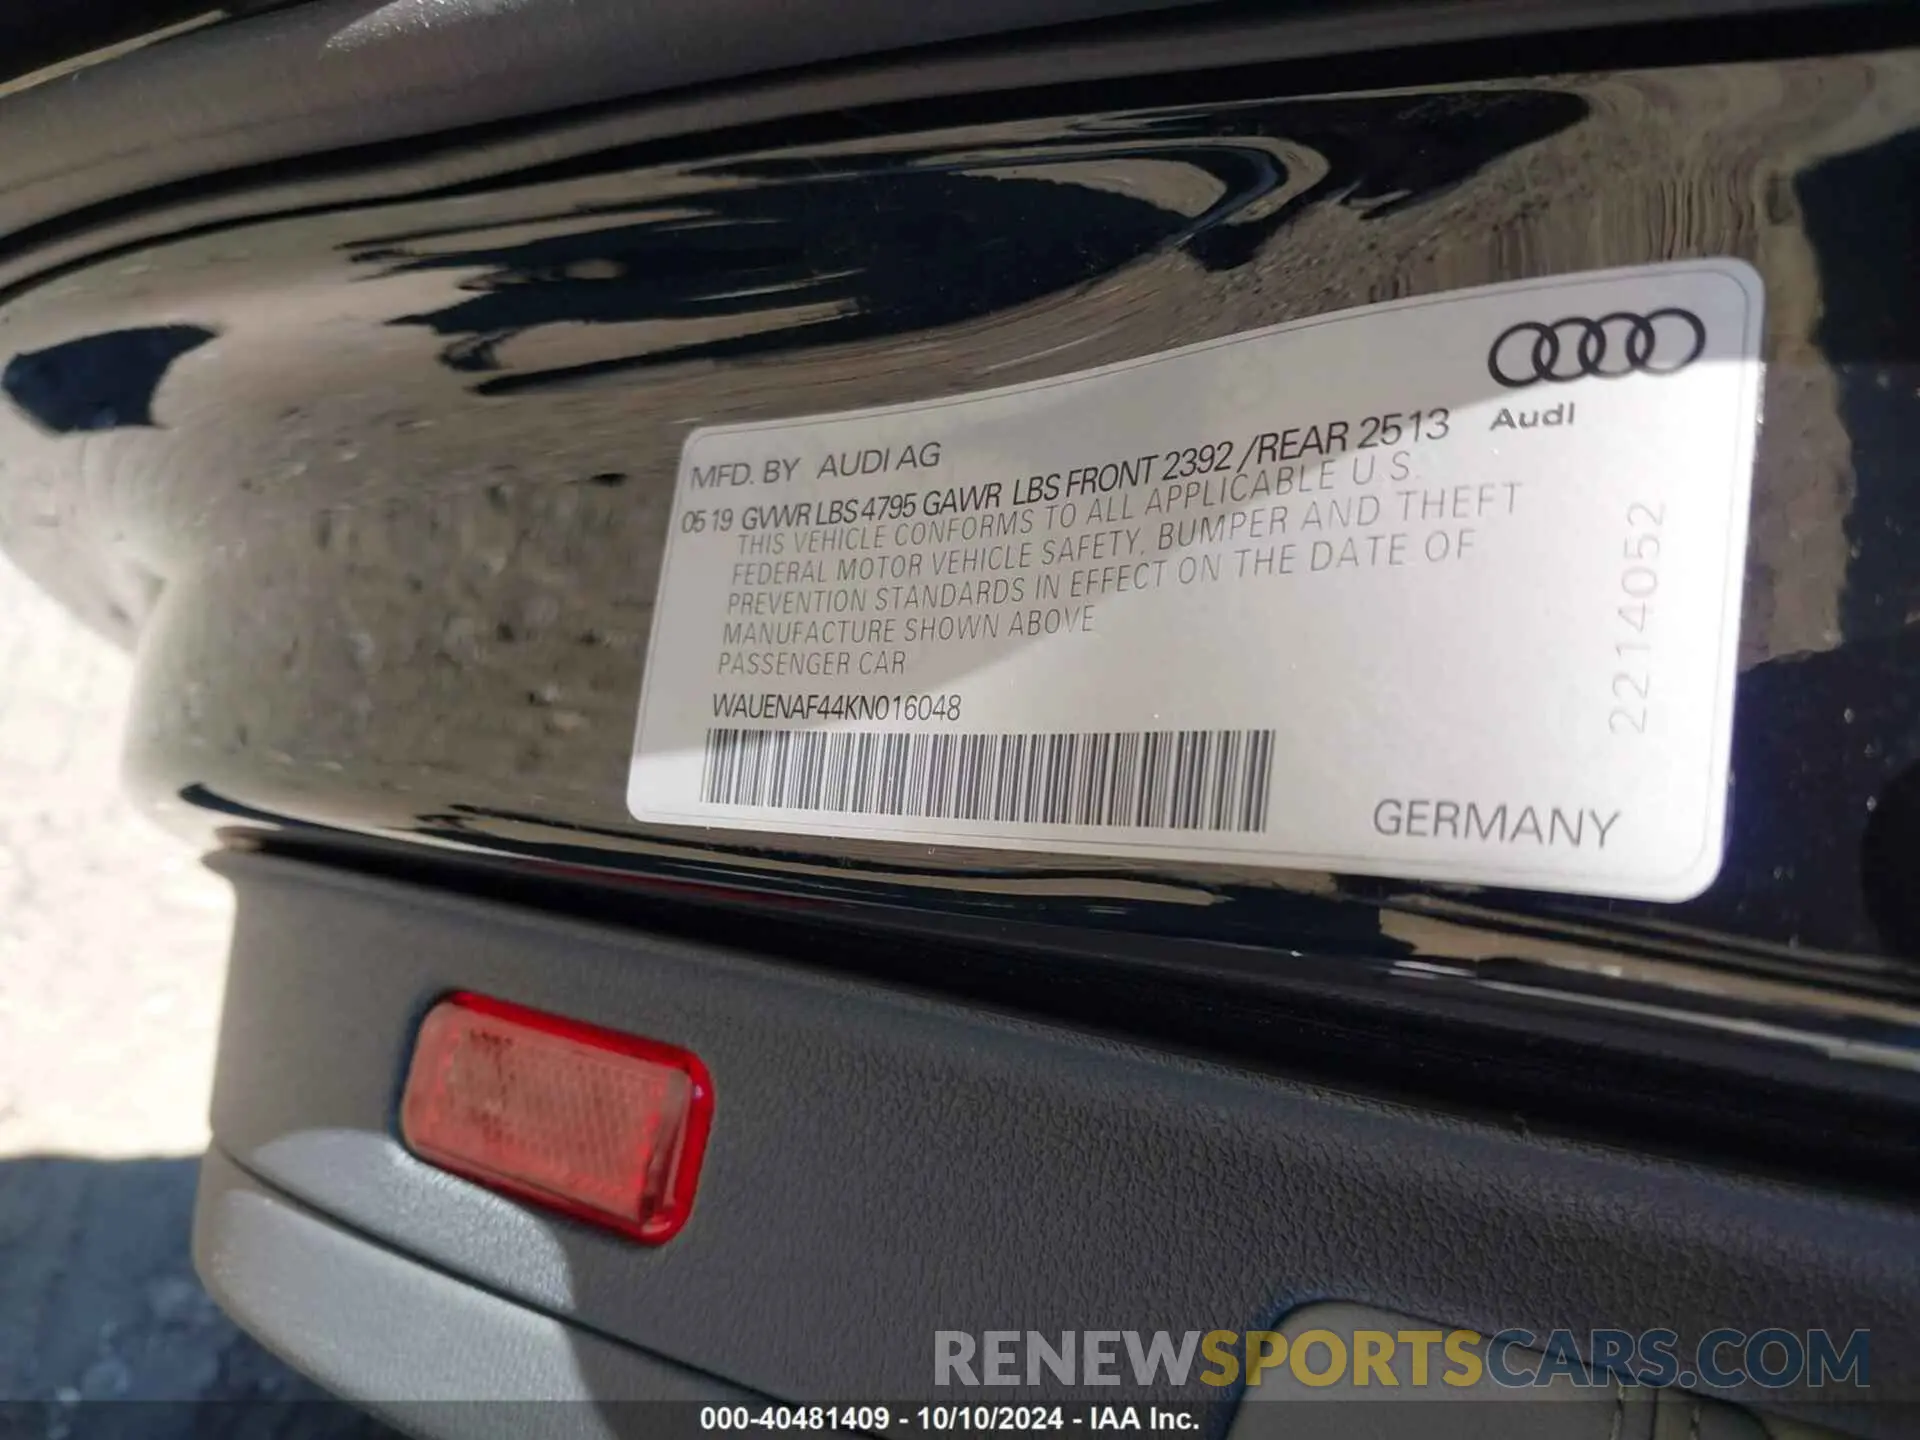 Audi
MFD. BY AUDI AG
05 19 GVWR LBS 4795 GAWR LBS FRONT 2392 /REAR 2513
THIS VEHICLE CONFORMS TO ALL APPLICABLE U.S.
FEDERAL MOTOR VEHICLE SAFETY, BUMPER AND THEFT
PREVENTION STANDARDS IN EFFECT ON THE DATE OF
MANUFACTURE SHOWN ABOVE
PASSENGER CAR
WAUENAF44KN016048
2214052
GERMANY
RENEWSPORTSCARS.COM
000-40481409 - 10/10/2024 - IAA Inc.